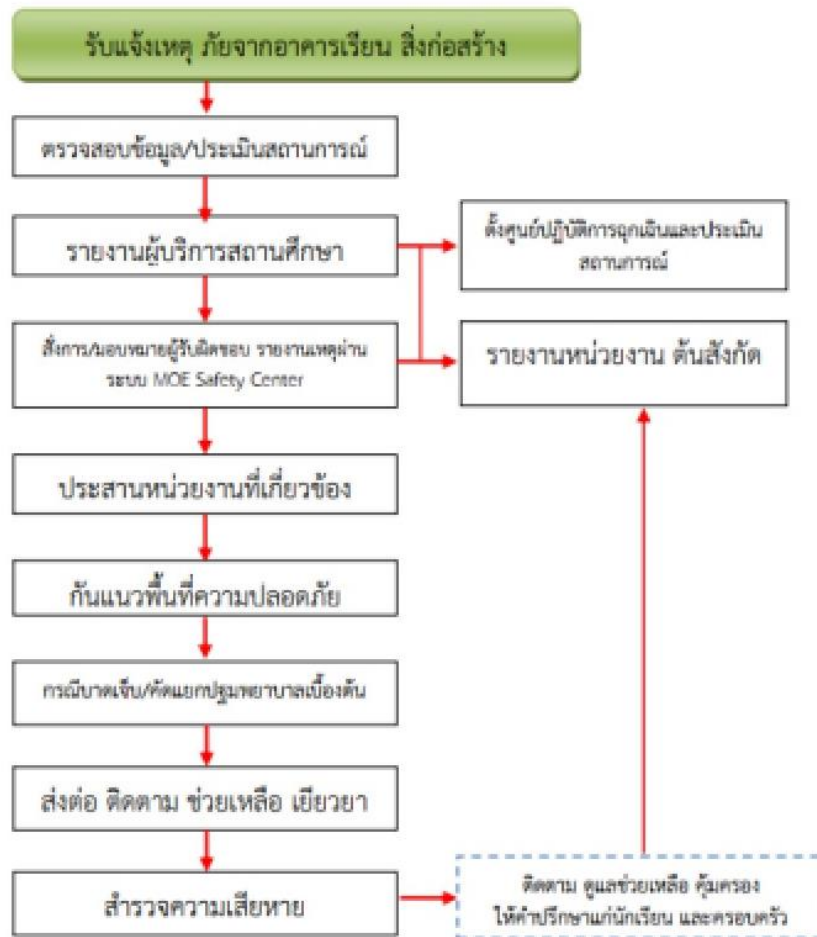 รับแจ้งเหตุ ภัยจากอาคารเรียน สิ่งก่อสร้าง
ตรวจสอบข้อมูล/ประเมินสถานการณ์
รายงานผู้บริการสถานศึกษา
ตั้งศูนย์ปฏิบัติการฉุกเฉินและประเมิน
สถานการณ์
สั่งการ/มอบหมายผู้รับผิดชอบ รายงานเหตุผ่าน
ระบบ MOE Safety Center
รายงานหน่วยงาน ต้นสังกัด
ประสานหน่วยงานที่เกี่ยวข้อง
กันแนวพื้นที่ความปลอดภัย
กรณีบาดเจ็บ/คัดแยกปฐมพยาบาลเบื้องต้น
ส่งต่อ ติดตาม ช่วยเหลือ เยียวยา
สำรวจความเสียหาย
ติดตาม ดูแลช่วยเหลือ คุ้มครอง
ให้คำปรึกษาแก่นักเรียน และครอบครัว